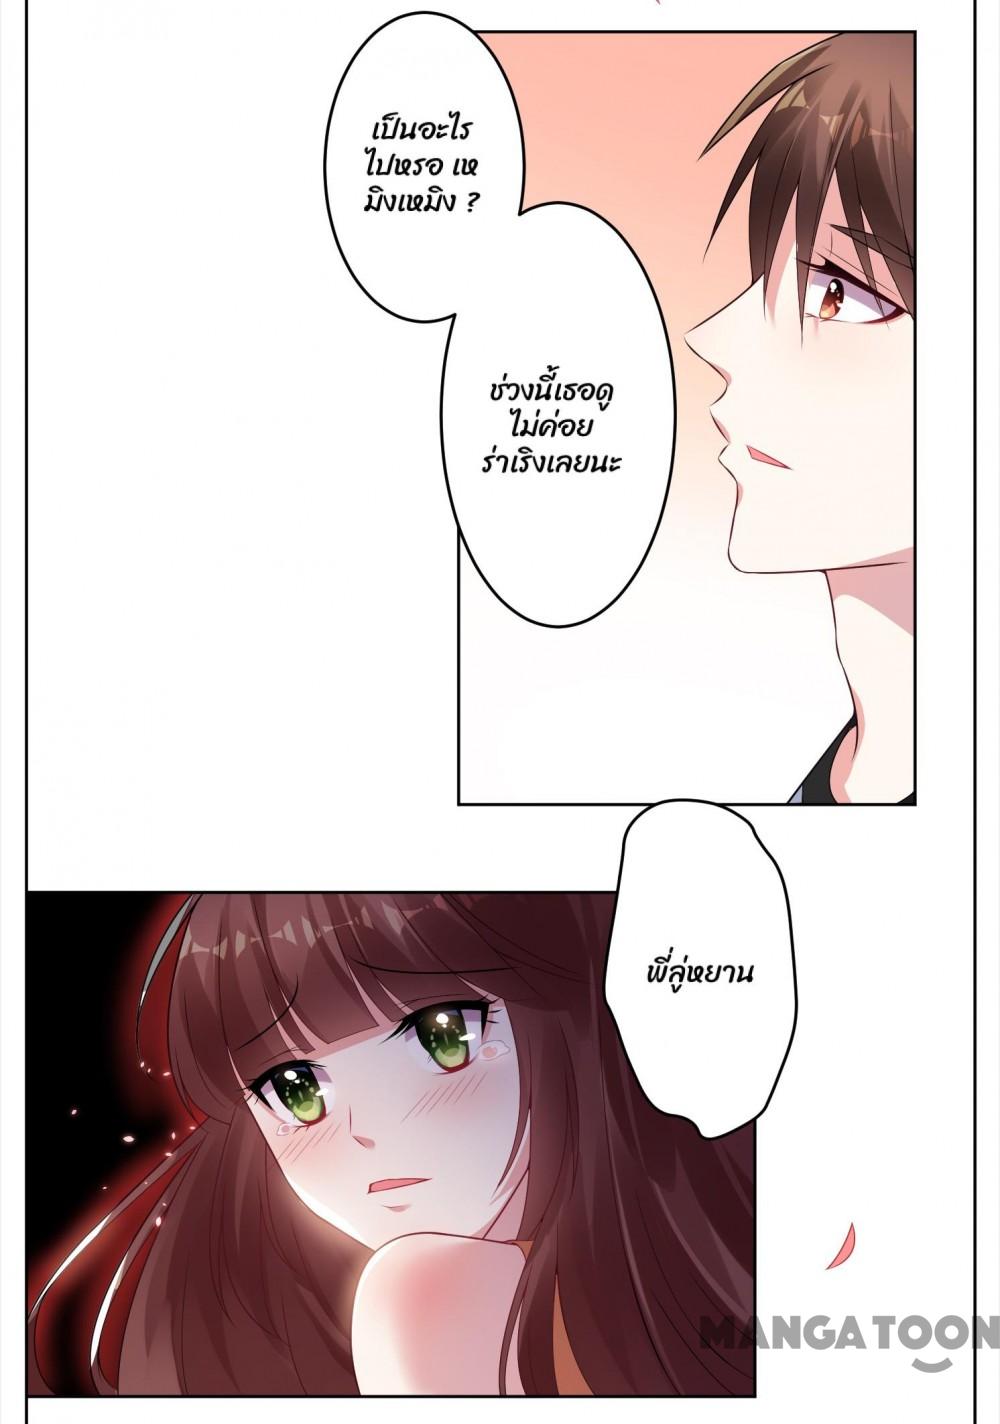 เป็นอะไร
ไปหรอ เห
มิงเหมิง ?
ช่วงนี้เธอดู
ไม่ค่อย
ร่าเริงเลยนะ
พี่ลู่หยาน
MANGATOON